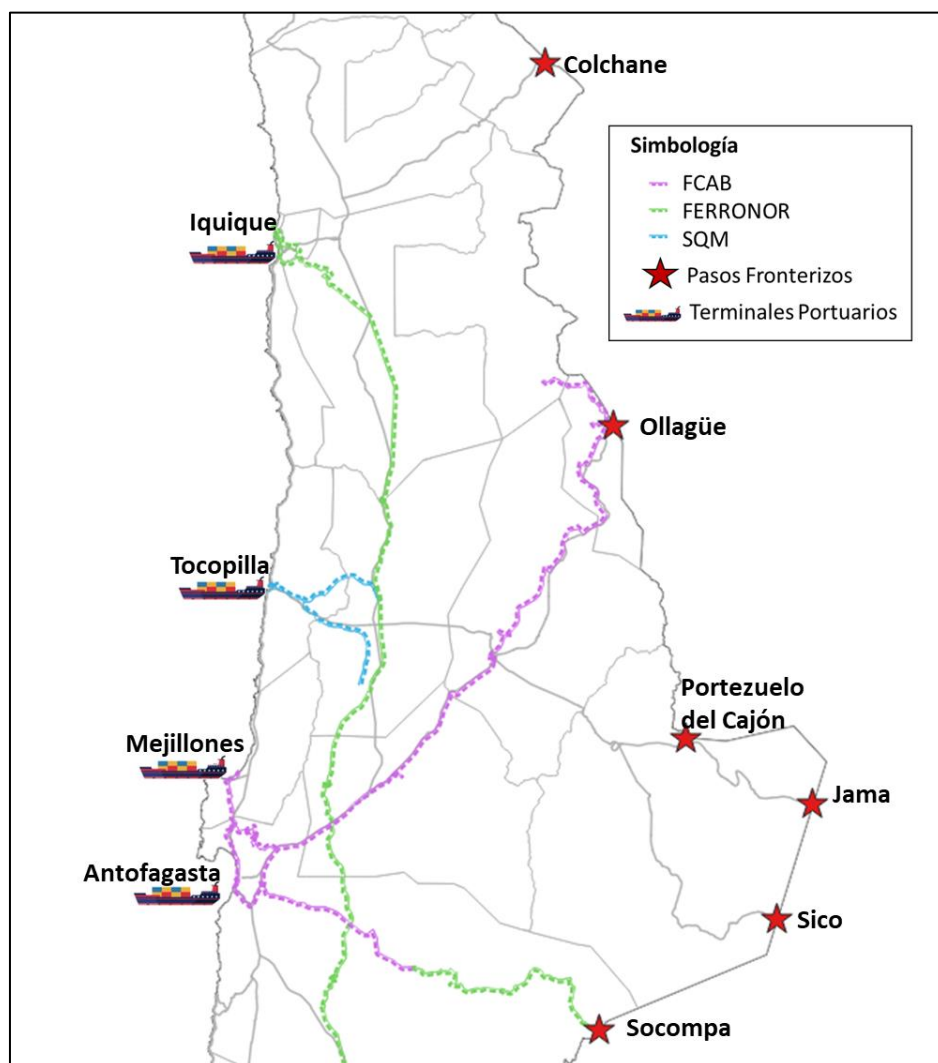 Colchane
Simbología
FCAB
FERRONOR
SQM
Pasos Fronterizos
Terminales Portuarios
Iquique
Ollagüe
Tocopilla
Portezuelo
del Cajón
Mejillones
Jama
Antofagasta
Sico
Socompa